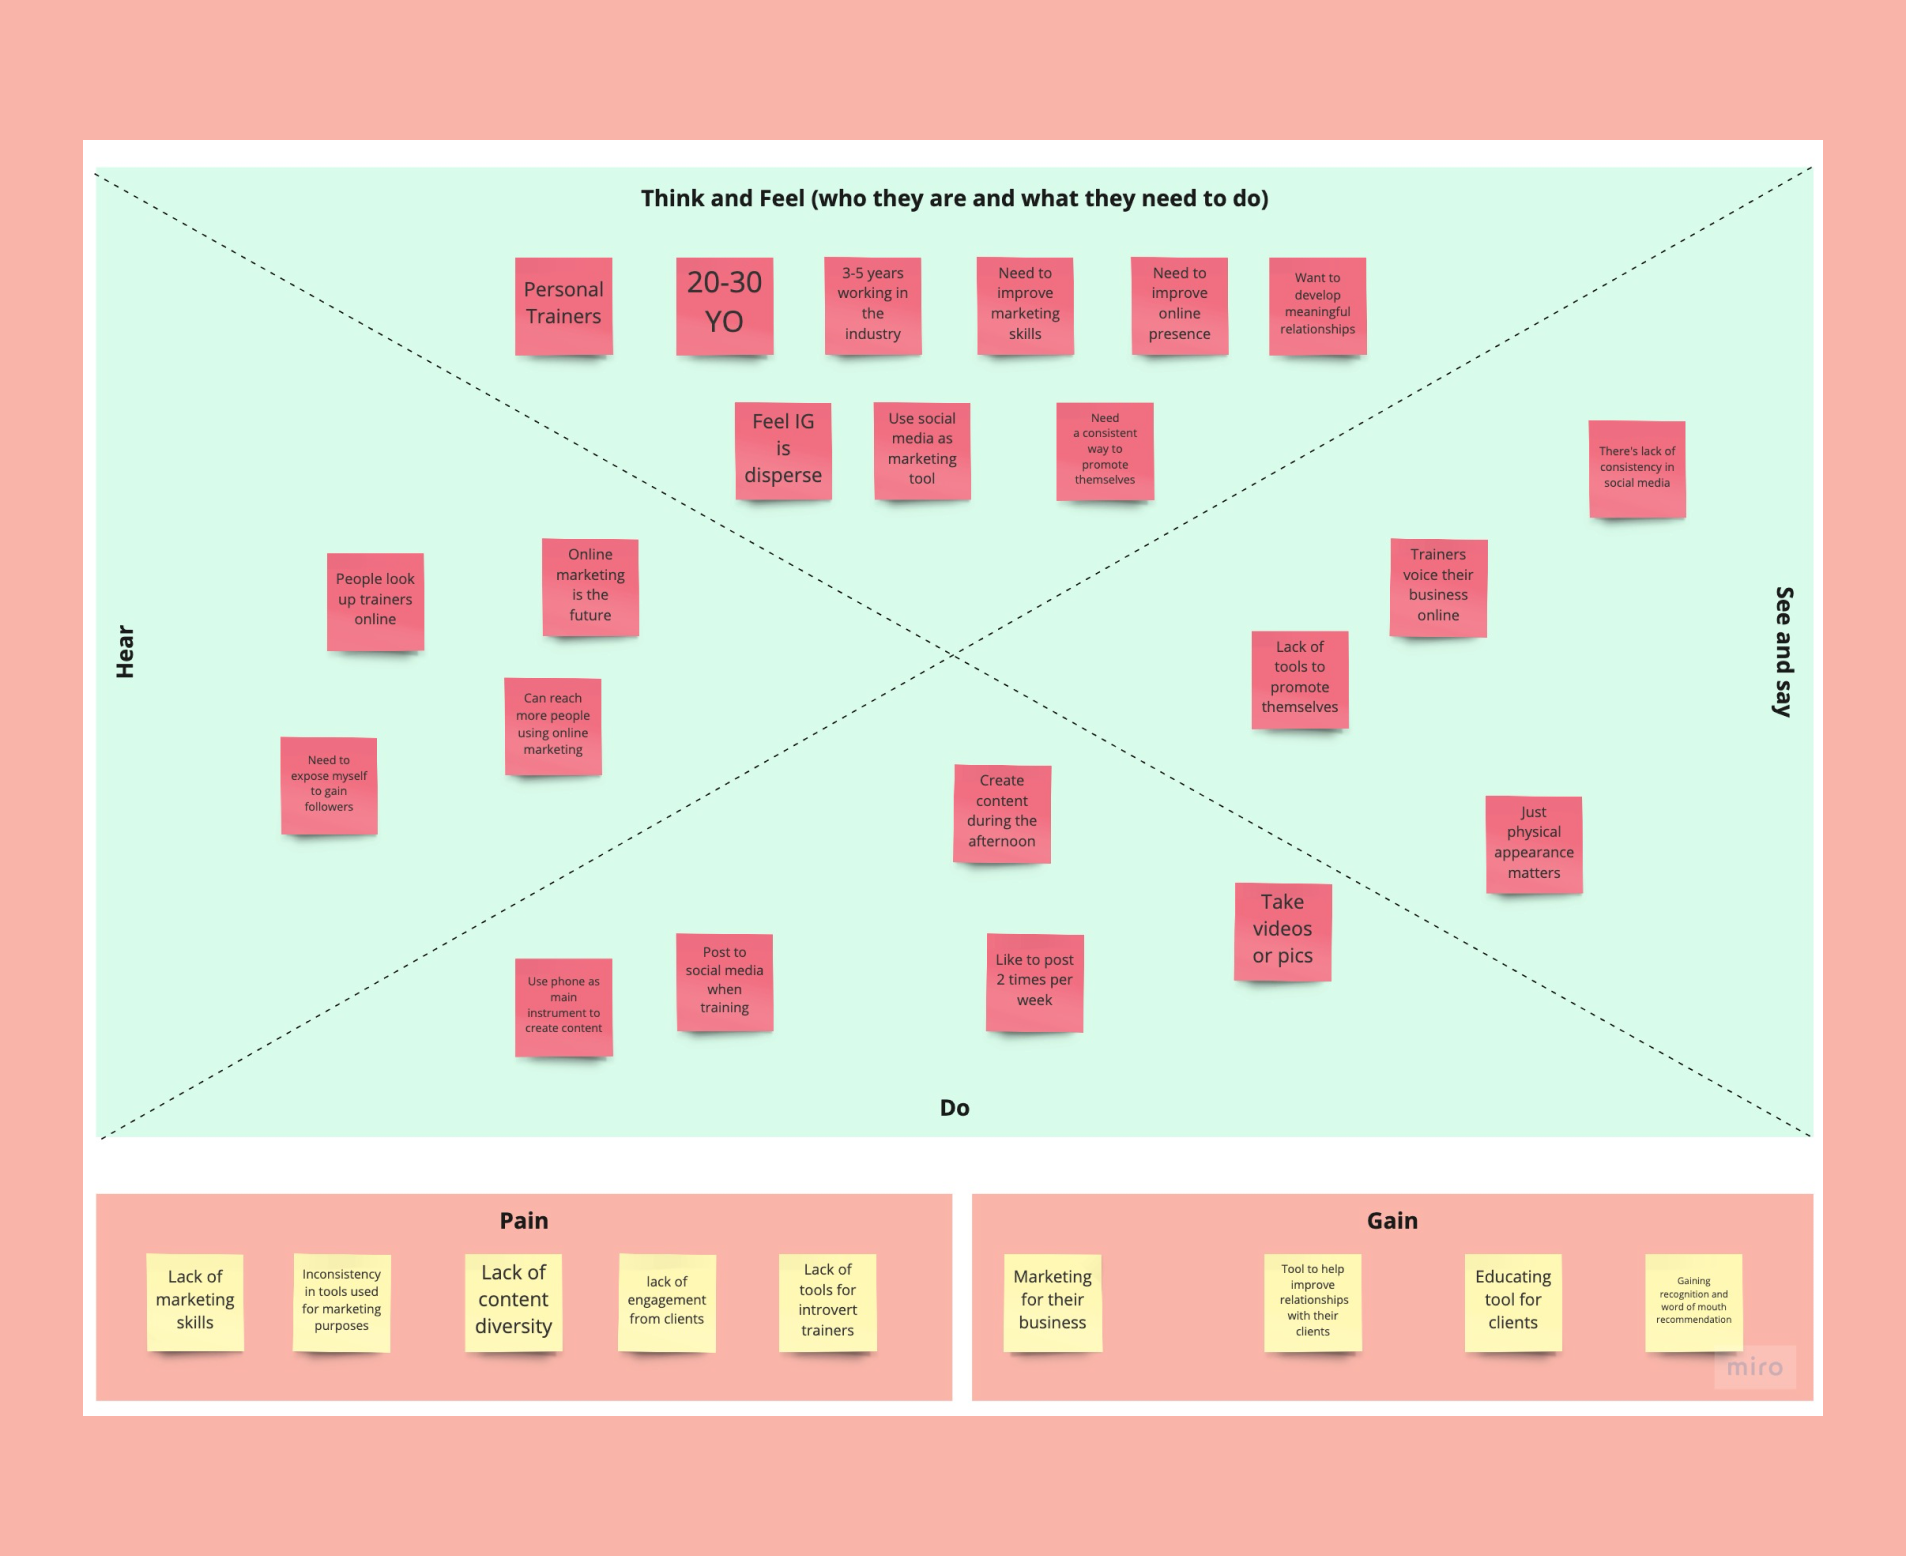 Think and Feel (who they are and what they need to do)
Personal
Trainers
20-30
YO
3-5 years
working in
the
industry
Need to
improve
marketing
skills
Need to
improve
online
presence
Want to
develop
meaningful
relationships
Feel IG
is
disperse
Use social
media as
marketing
tool
Need
a consistent
way to
promote
themselves
Hear
People look
up trainers
online
Online
marketing
is the
future
Can reach
more people
using online
marketing
Need to
expose myself
to gain
followers
See and say
There's lack of
consistency in
social media
Trainers
voice their
business
online
Lack of
tools to
promote
themselves
Just
physical
appearance
matters
Create
content
during the
afternoon
Take
videos
or pics
Use phone as
main
instrument to
create content
Post to
social media
when
training
Like to post
2 times per
week
Do
Pain
Lack of
marketing
skills
Inconsistency
in tools used
for marketing
purposes
Lack of
content
diversity
lack of
engagement
from clients
Lack of
tools for
introvert
trainers
Gain
Marketing
for their
business
Tool to help
improve
relationships
with their
clients
Educating
tool for
clients
Gaining
recognition and
word of mouth
recommendation
miro